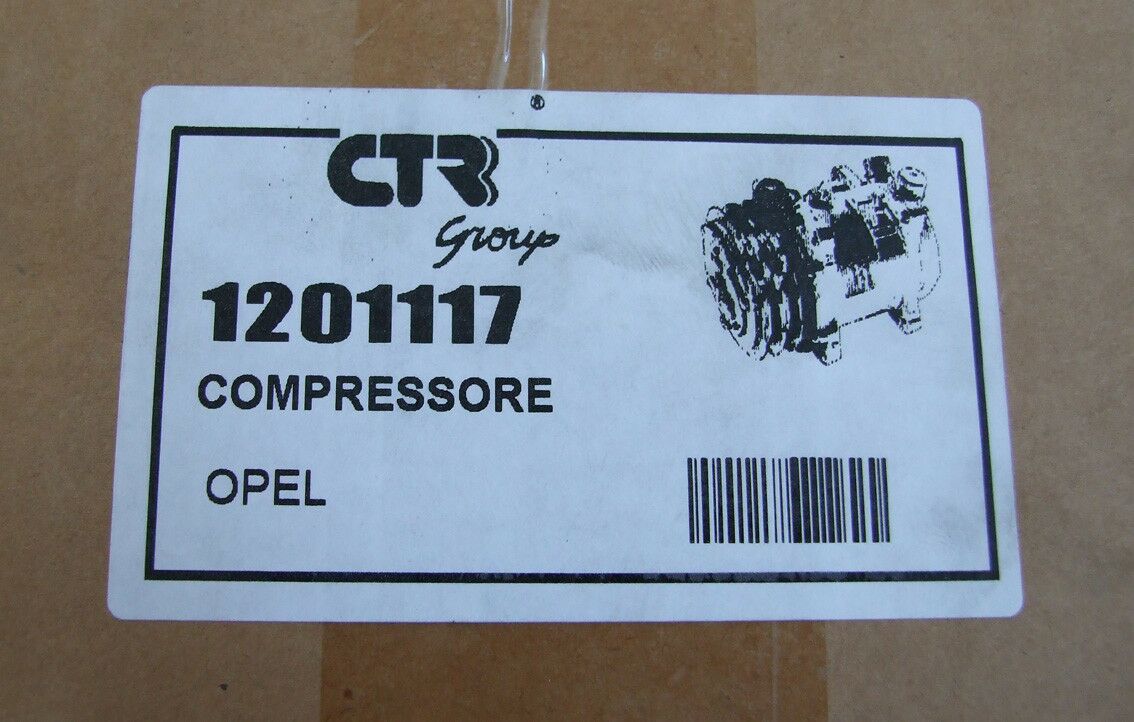 ®
CTR
Group
1201117
COMPRESSORE
OPEL